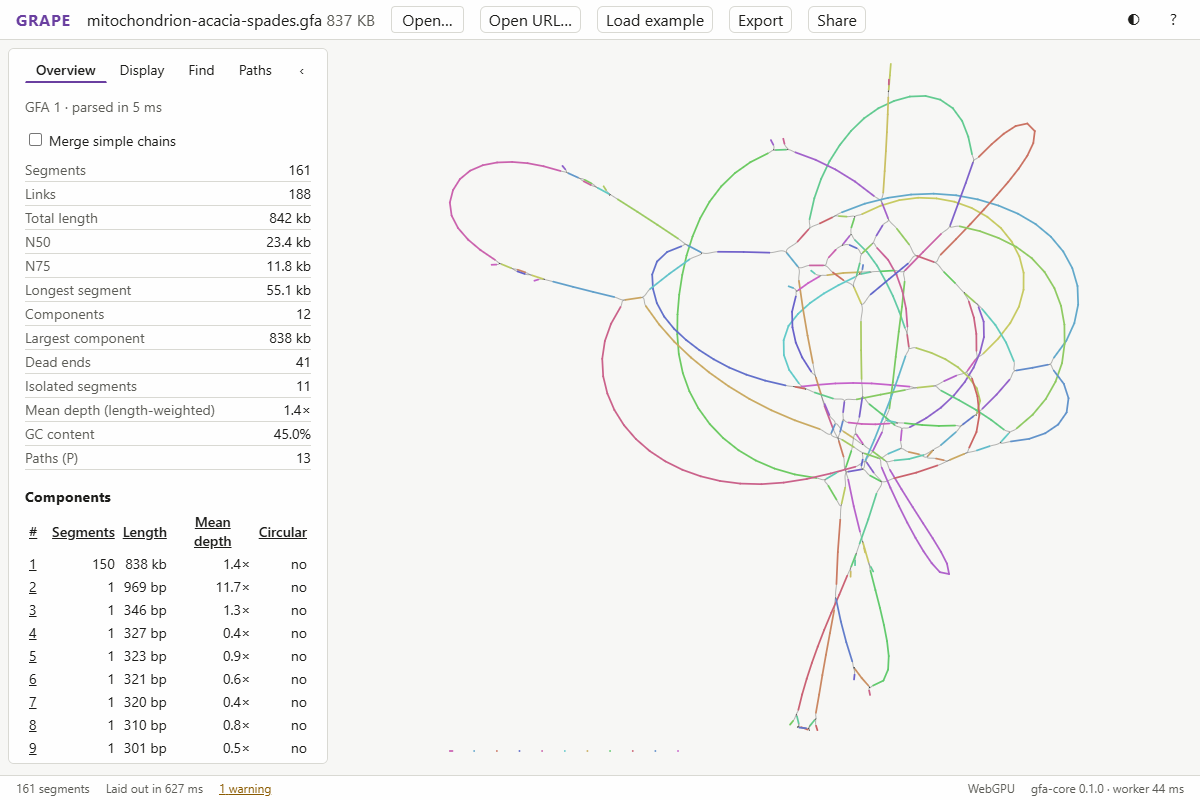 GRAPE mitochondrion-acacia-spades.gfa 837 KB Open... Open URL... Load example Export Share ?
Overview Display Find Paths ‹
GFA 1 · parsed in 5 ms
Merge simple chains
Segments 161
Links 188
Total length 842 kb
N50 23.4 kb
N75 11.8 kb
Longest segment 55.1 kb
Components 12
Largest component 838 kb
Dead ends 41
Isolated segments 11
Mean depth (length-weighted) 1.4×
GC content 45.0%
Paths (P) 13
Components
# Segments Length Mean depth Circular
1 150 838 kb 1.4× no
2 1 969 bp 11.7× no
3 1 346 bp 1.3× no
4 1 327 bp 0.4× no
5 1 323 bp 0.9× no
6 1 321 bp 0.6× no
7 1 320 bp 0.4× no
8 1 310 bp 0.8× no
9 1 301 bp 0.5× no
161 segments Laid out in 627 ms 1 warning WebGPU gfa-core 0.1.0 · worker 44 ms